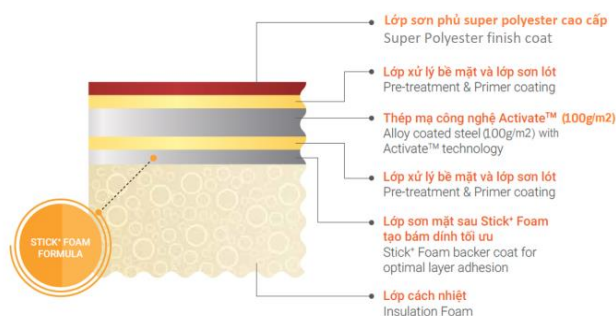 Lớp sơn phủ super polyester cao cấp
Super Polyester finish coat
Lớp xử lý bề mặt và lớp sơn lót
Pre-treatment & Primer coating
Thép mạ công nghệ Activate™ (100g/m2)
Alloy coated steel (100g/m2) with
Activate™ technology
Lớp xử lý bề mặt và lớp sơn lót
Pre-treatment & Primer coating
Lớp sơn mặt sau Stick⁺ Foam
tạo bám dính tối ưu
Stick⁺ Foam backer coat for
optimal layer adhesion
Lớp cách nhiệt
Insulation Foam
STICK⁺ FOAM
FORMULA